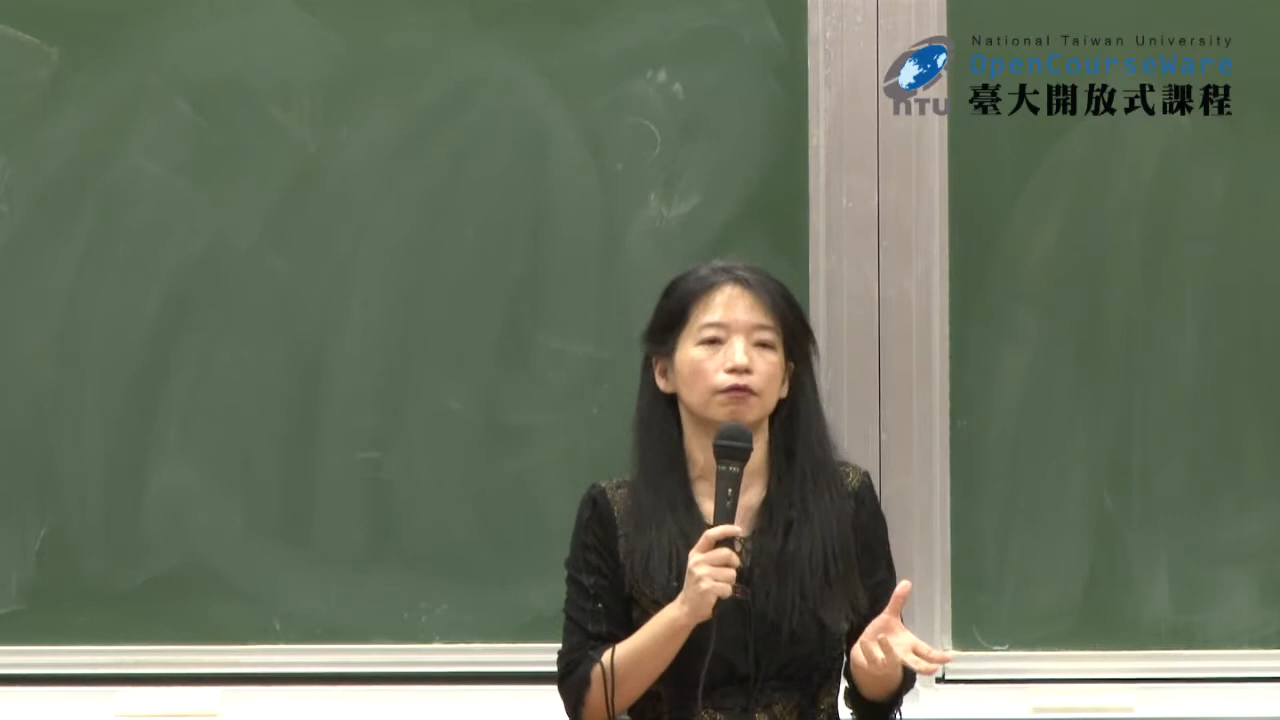 National Taiwan University
OpenCourseWare
NTU
臺大開放式課程